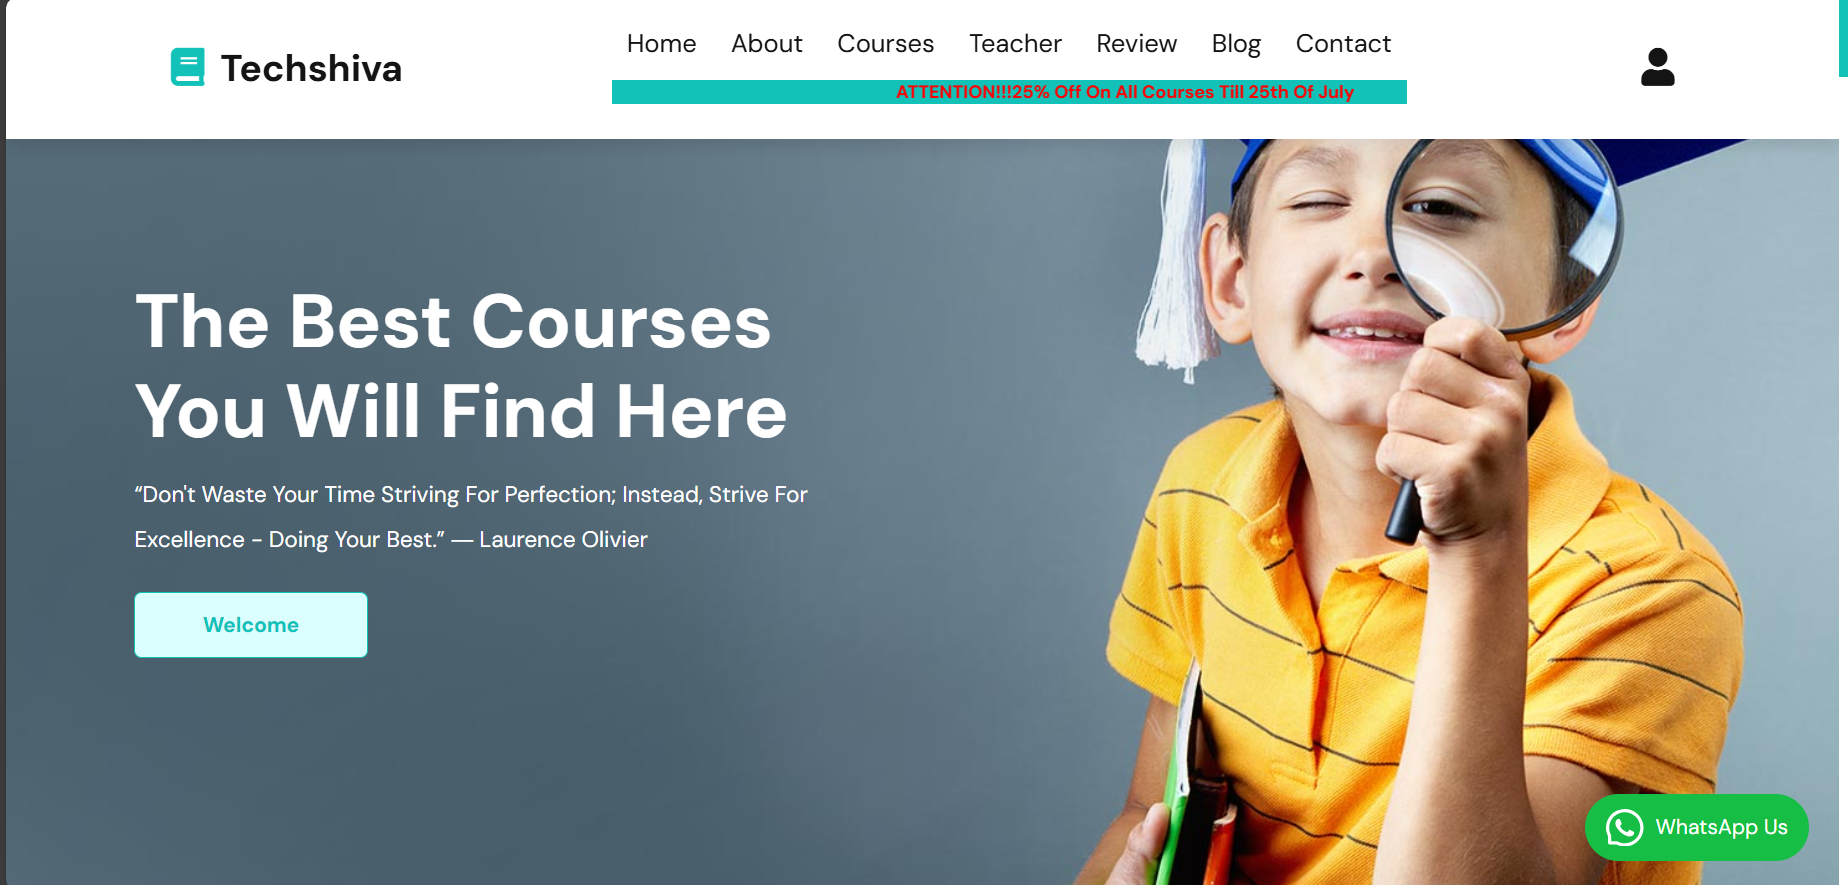 Techshiva
Home About Courses Teacher Review Blog Contact
ATTENTION!!!25% Off On All Courses Till 25th Of July
The Best Courses
You Will Find Here
“Don't Waste Your Time Striving For Perfection; Instead, Strive For
Excellence - Doing Your Best.” ― Laurence Olivier
Welcome
WhatsApp Us